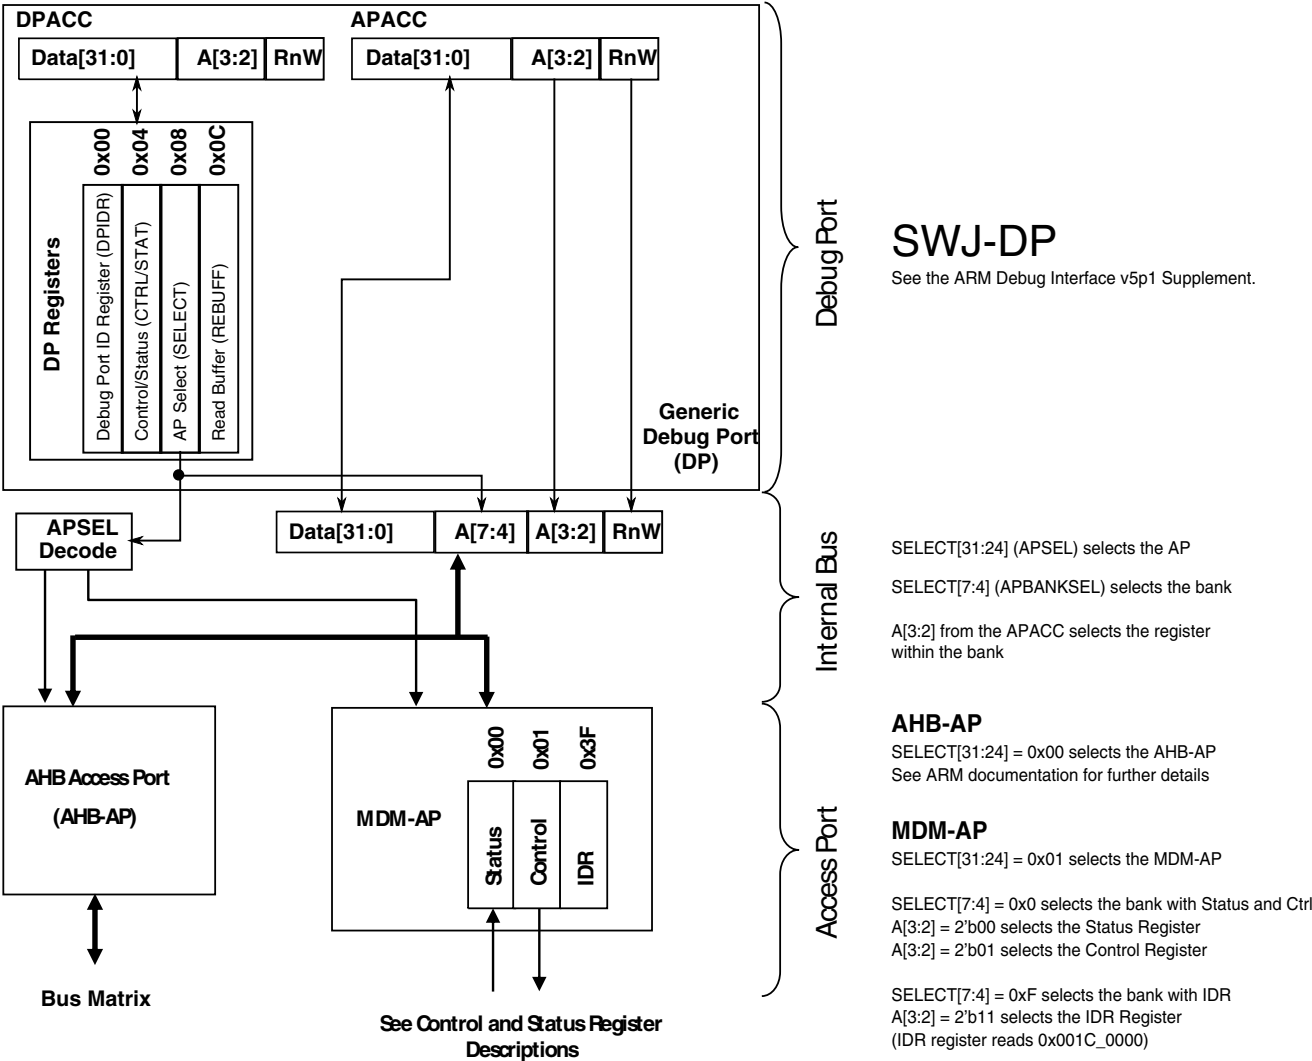 DPACC
APACC
Data[31:0] A[3:2] RnW
Data[31:0] A[3:2] RnW
0x00
0x04
0x08
0x0C
DP Registers
Debug Port ID Register (DPIDR)
Control/Status (CTRL/STAT)
AP Select (SELECT)
Read Buffer (REBUFF)
Generic
Debug Port
(DP)
Debug Port
SWJ-DP
See the ARM Debug Interface v5p1 Supplement.
APSEL
Decode
Data[31:0] A[7:4] A[3:2] RnW
Internal Bus
SELECT[31:24] (APSEL) selects the AP
SELECT[7:4] (APBANKSEL) selects the bank
A[3:2] from the APACC selects the register
within the bank
AHB Access Port
(AHB-AP)
Bus Matrix
MDM-AP
0x00
0x01
0x3F
Status
Control
IDR
See Control and Status Register
Descriptions
Access Port
AHB-AP
SELECT[31:24] = 0x00 selects the AHB-AP
See ARM documentation for further details
MDM-AP
SELECT[31:24] = 0x01 selects the MDM-AP
SELECT[7:4] = 0x0 selects the bank with Status and Ctrl
A[3:2] = 2'b00 selects the Status Register
A[3:2] = 2'b01 selects the Control Register
SELECT[7:4] = 0xF selects the bank with IDR
A[3:2] = 2'b11 selects the IDR Register
(IDR register reads 0x001C_0000)